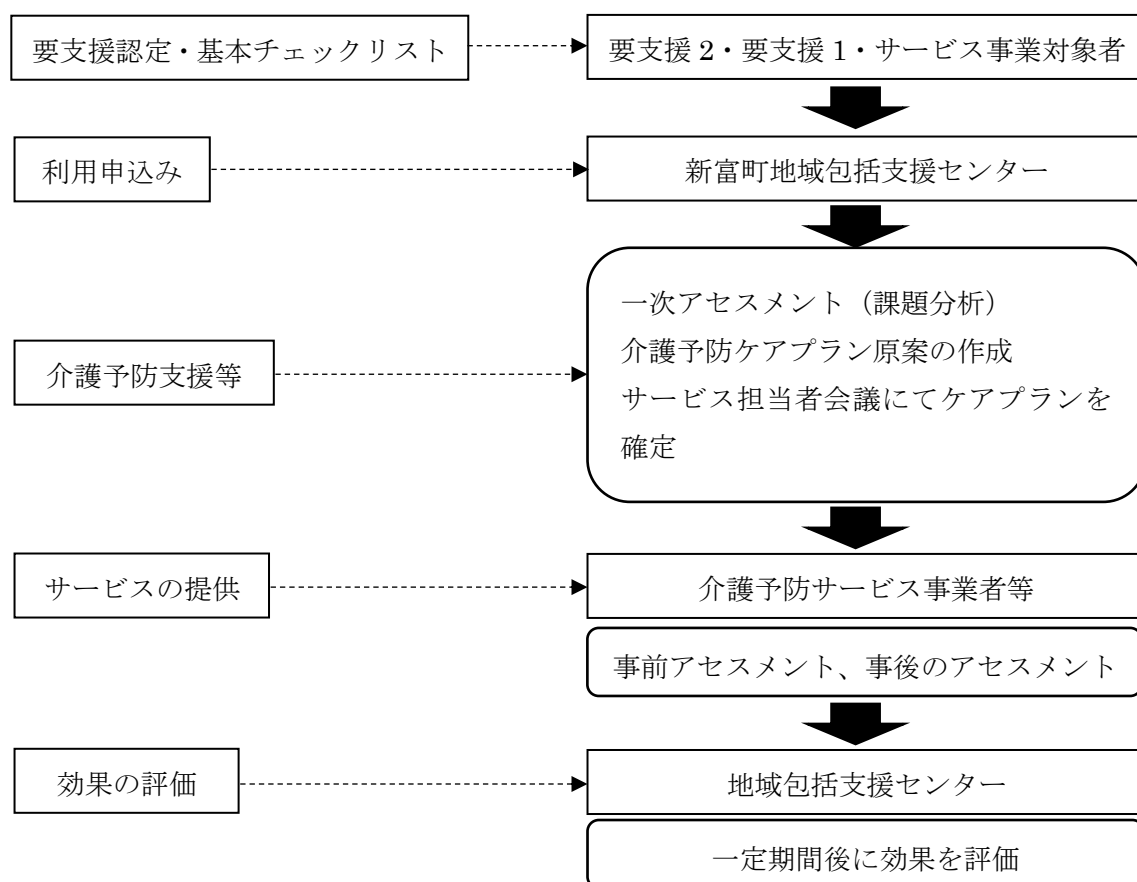 要支援認定・基本チェックリスト
要支援 2・要支援 1・サービス事業対象者
利用申込み
新富町地域包括支援センター
介護予防支援等
一次アセスメント（課題分析）
介護予防ケアプラン原案の作成
サービス担当者会議にてケアプランを
確定
サービスの提供
介護予防サービス事業者等
事前アセスメント、事後のアセスメント
効果の評価
地域包括支援センター
一定期間後に効果を評価